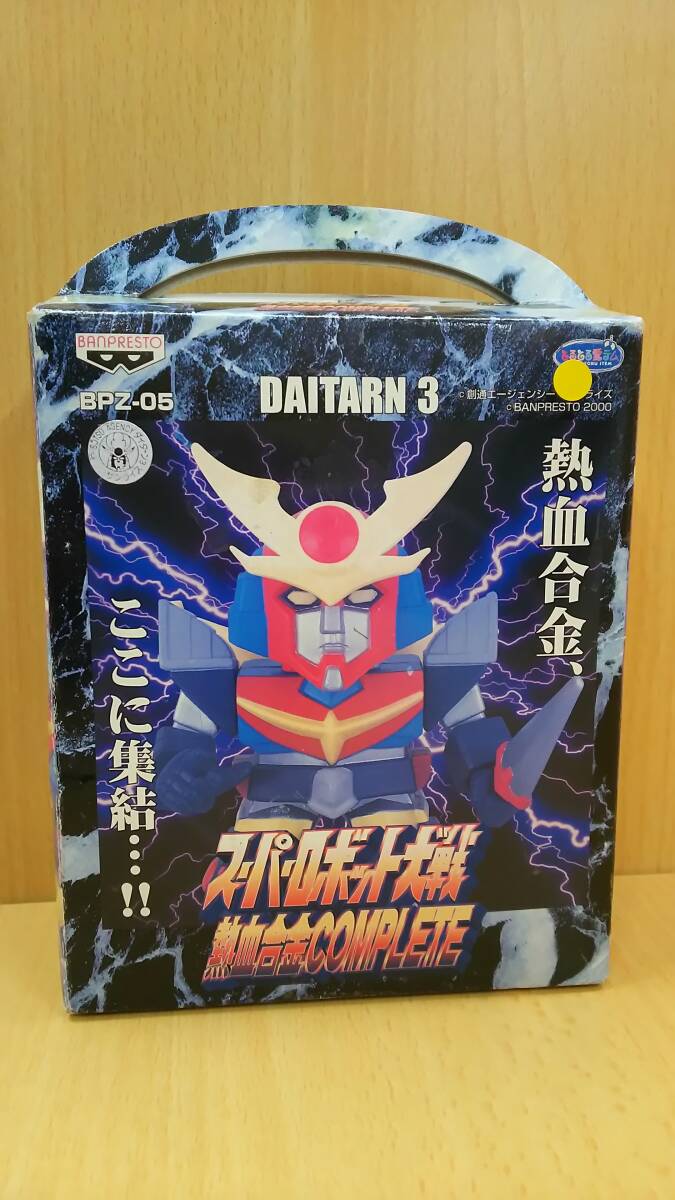 BANPRESTO
BPZ-05
DAITARN 3
©創通エージェンシー
ライズ
©BANPRESTO 2000
熱血合金、
ここに集結…!!
スーパーロボット大戦
熱血合金COMPLETE